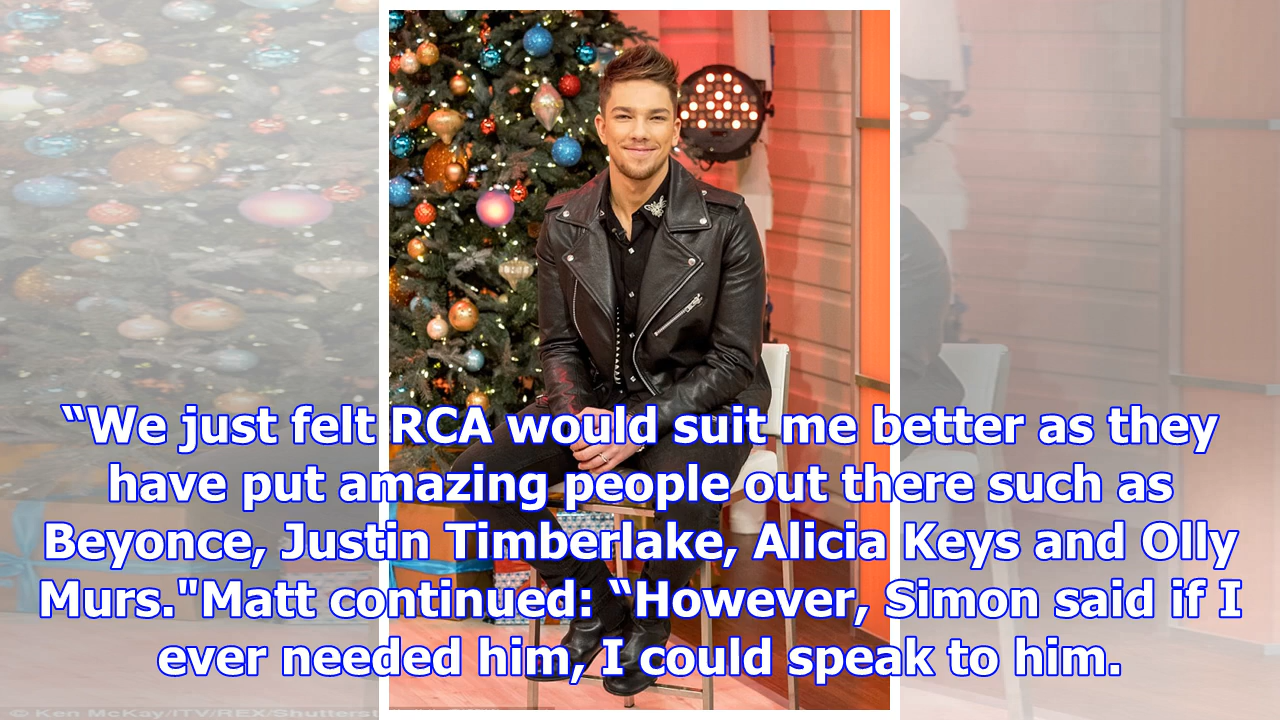 “We just felt RCA would suit me better as they
have put amazing people out there such as
Beyonce, Justin Timberlake, Alicia Keys and Olly
Murs."Matt continued: “However, Simon said if I
ever needed him, I could speak to him.
© Ken McKay/ITV/REX/Shutterst